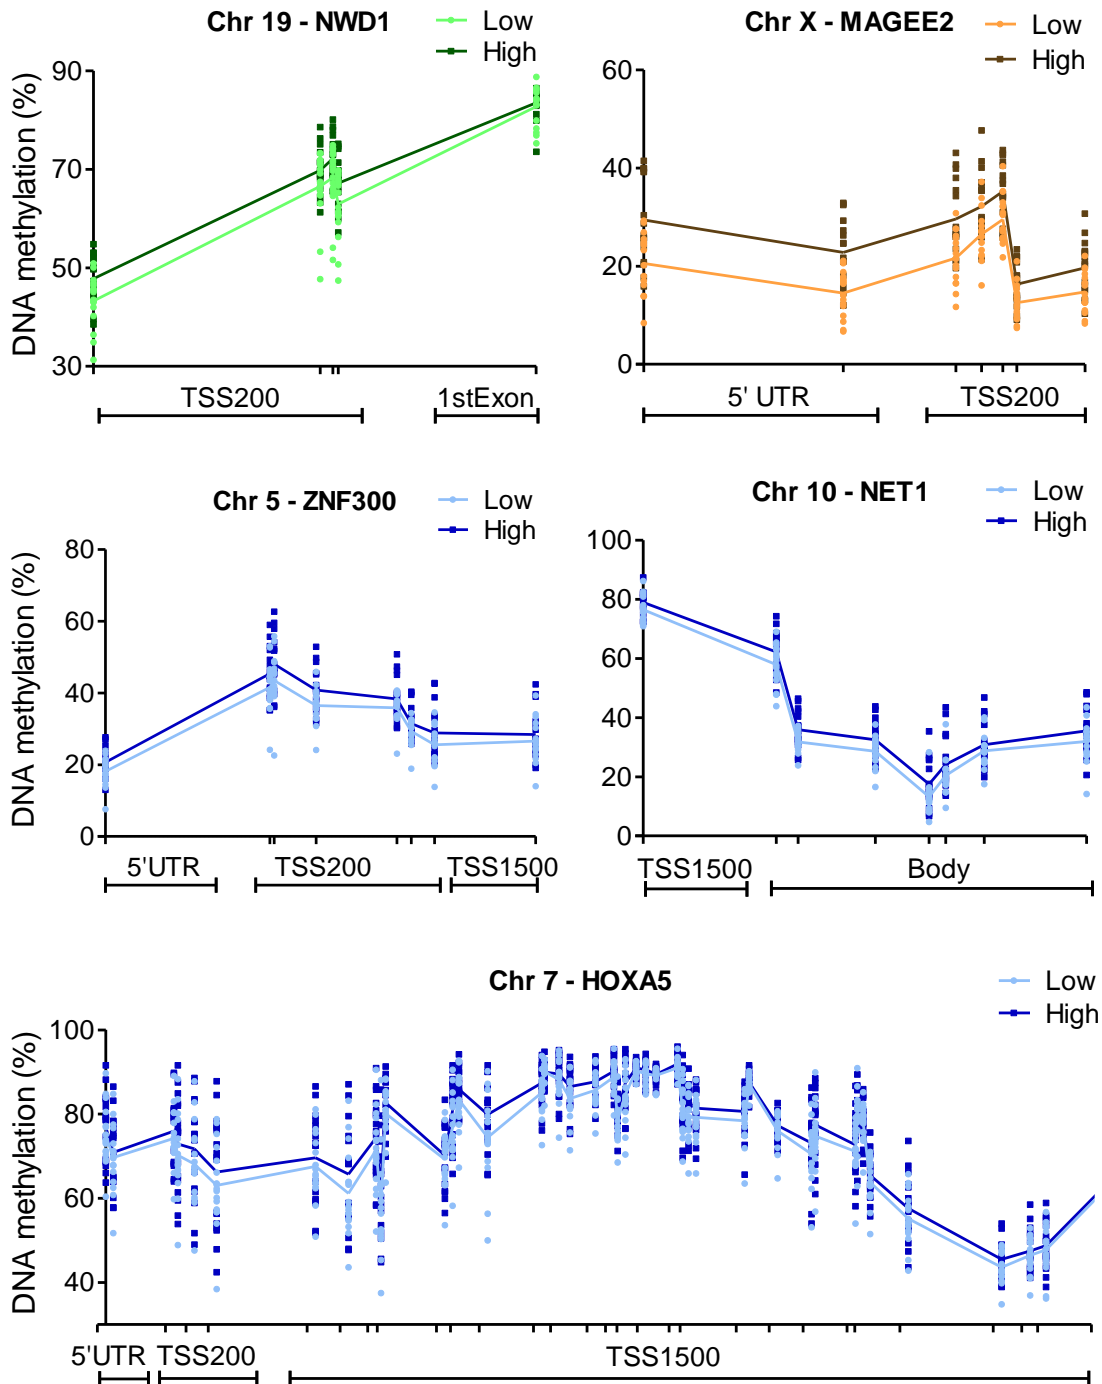 Chr 19 - NWD1
Low
High
DNA methylation (%)
90
70
50
30
TSS200
1stExon
Chr X - MAGEE2
Low
High
60
40
20
0
5' UTR
TSS200
Chr 5 - ZNF300
Low
High
DNA methylation (%)
80
60
40
20
0
5'UTR
TSS200
TSS1500
Chr 10 - NET1
Low
High
100
80
60
40
20
0
TSS1500
Body
Chr 7 - HOXA5
Low
High
DNA methylation (%)
100
80
60
40
5'UTR
TSS200
TSS1500